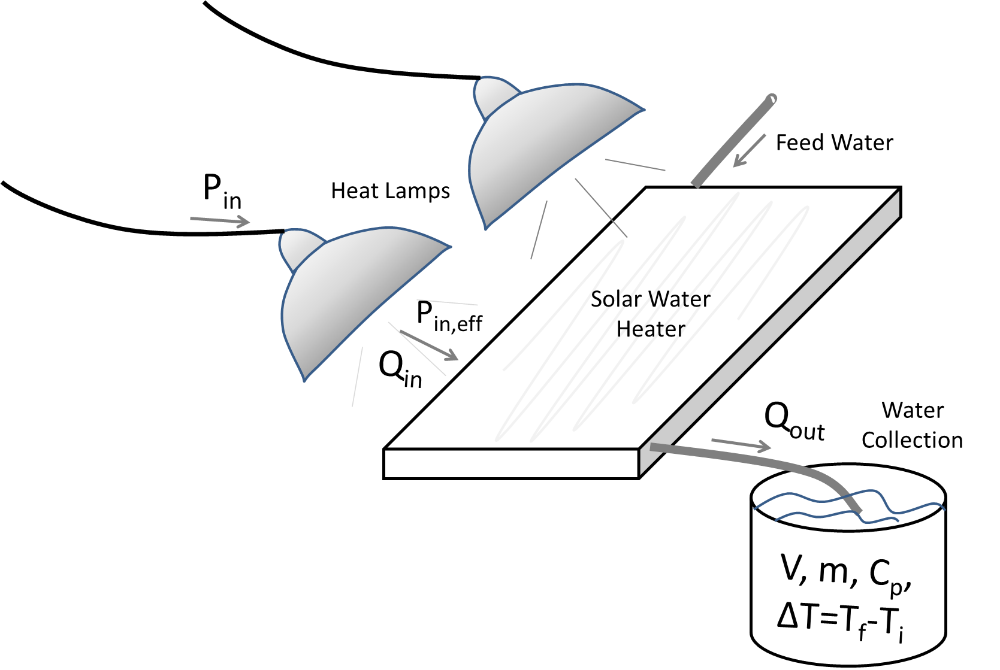 Feed Water
P_in
Heat Lamps
Solar Water
Heater
P_in,eff
Q_in
Q_out
Water
Collection
V, m, C_p,
ΔT=T_f-T_i